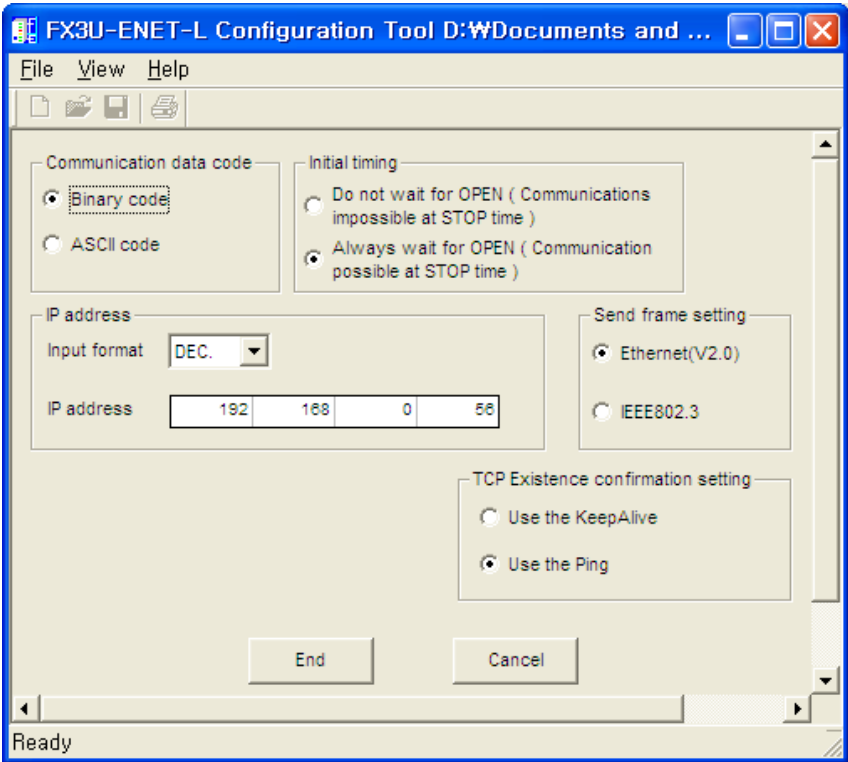 FX3U-ENET-L Configuration Tool D:₩Documents and ...
File View Help
Communication data code
Binary code
ASCII code
Initial timing
Do not wait for OPEN ( Communications
impossible at STOP time )
Always wait for OPEN ( Communication
possible at STOP time )
IP address
Input format DEC.
IP address 192 168 0 56
Send frame setting
Ethernet(V2.0)
IEEE802.3
TCP Existence confirmation setting
Use the KeepAlive
Use the Ping
End Cancel
Ready